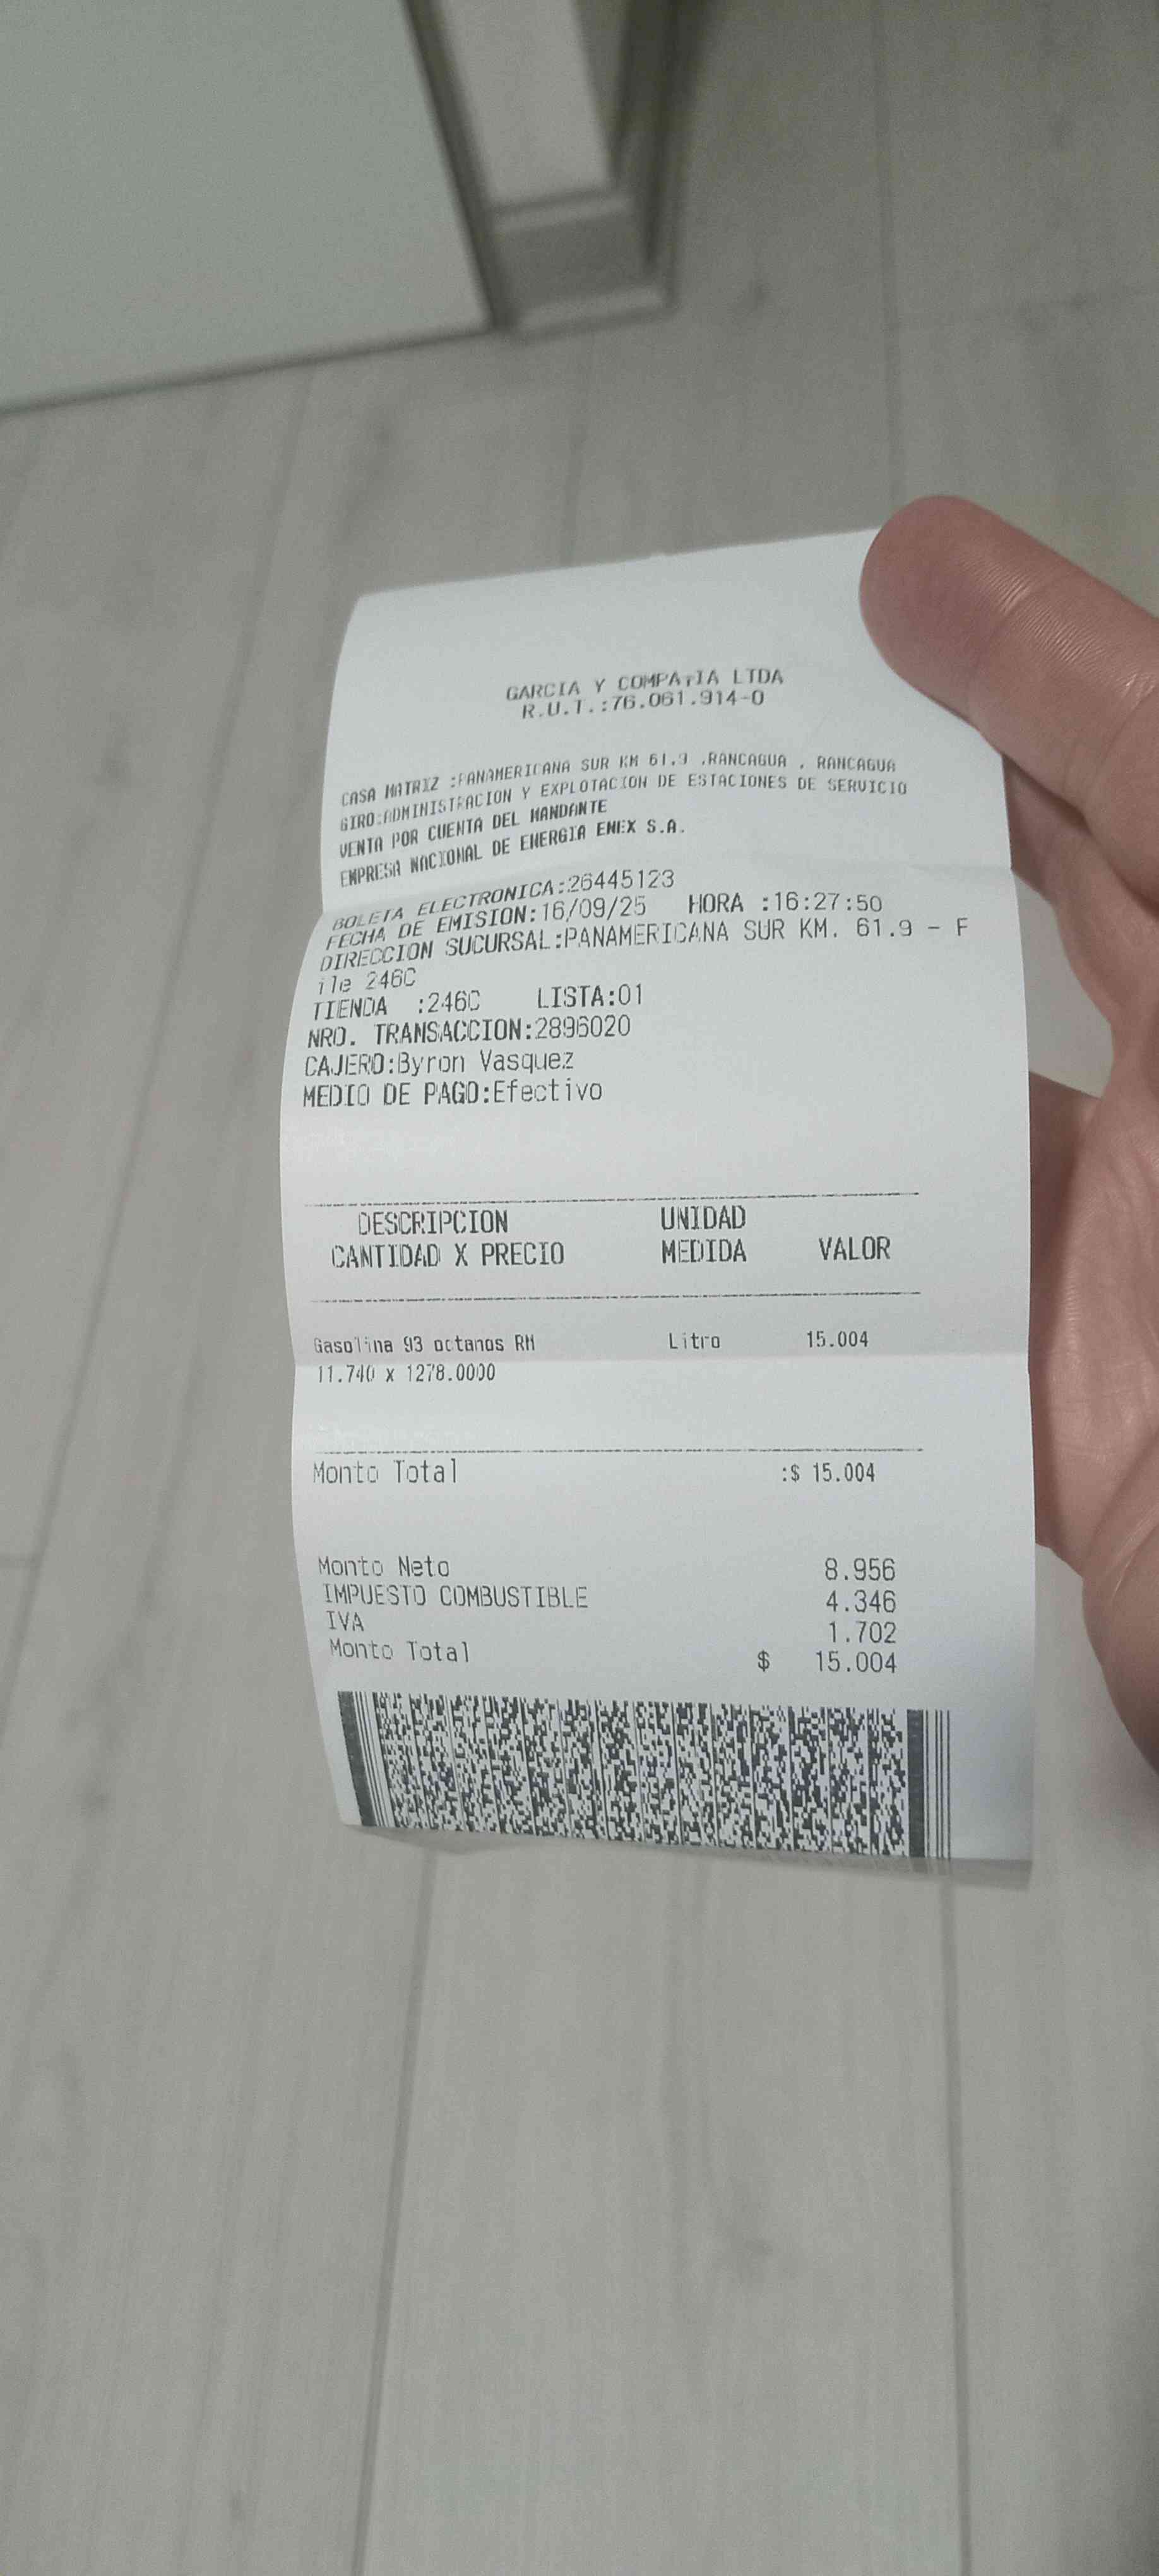 GARCIA Y COMPA┬IA LTDA
R.U.T.:76.061.914-0
CASA MATRIZ :PANAMERICANA SUR KM 61.9 ,RANCAGUA , RANCAGUA
GIRO:ADMINISTRACION Y EXPLOTACION DE ESTACIONES DE SERVICIO
VENTA POR CUENTA DEL MANDANTE
EMPRESA NACIONAL DE ENERGIA ENEX S.A.
BOLETA ELECTRONICA:26445123
FECHA DE EMISION:16/09/25 HORA :16:27:50
DIRECCION SUCURSAL:PANAMERICANA SUR KM. 61.9 - F
ile 246C
TIENDA :246C LISTA:01
NRO. TRANSACCION:2896020
CAJERO:Byron Vasquez
MEDIO DE PAGO:Efectivo
DESCRIPCION UNIDAD
CANTIDAD X PRECIO MEDIDA VALOR
Gasolina 93 octanos RM Litro 15.004
11.740 x 1278.0000
Monto Total :$ 15.004
Monto Neto 8.956
IMPUESTO COMBUSTIBLE 4.346
IVA 1.702
Monto Total $ 15.004